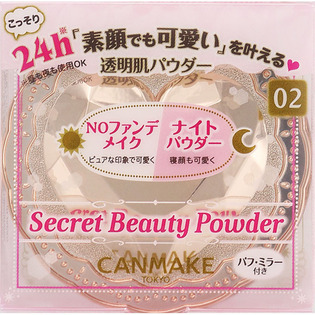 こっそり
24h※『素顔でも可愛い』を叶える
※昼も夜も使用OK
透明肌パウダー
02
NOファンデ
メイク
ピュアな印象で可愛く
ナイト
パウダー
寝顔も可愛く
Secret Beauty Powder
CANMAKE
TOKYO
パフ・ミラー
付き